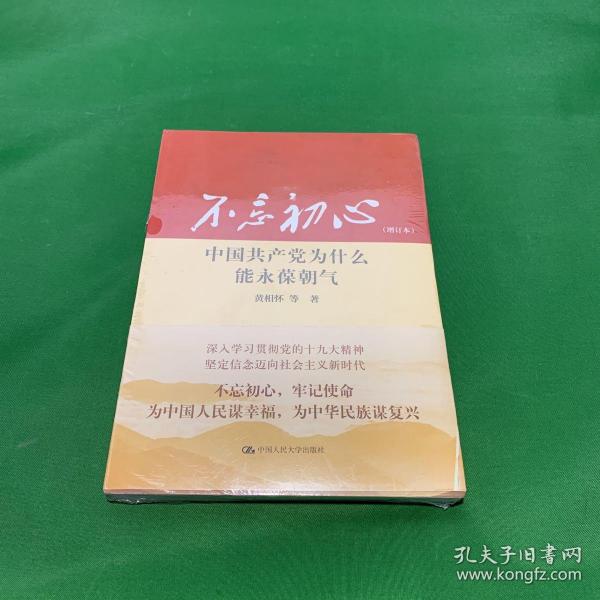 不忘初心
（增订本）
中国共产党为什么
能永葆朝气
黄相怀 等 著
深入学习贯彻党的十九大精神
坚定信念迈向社会主义新时代
不忘初心，牢记使命
为中国人民谋幸福，为中华民族谋复兴
中国人民大学出版社
孔夫子旧书网
www.kongfz.com